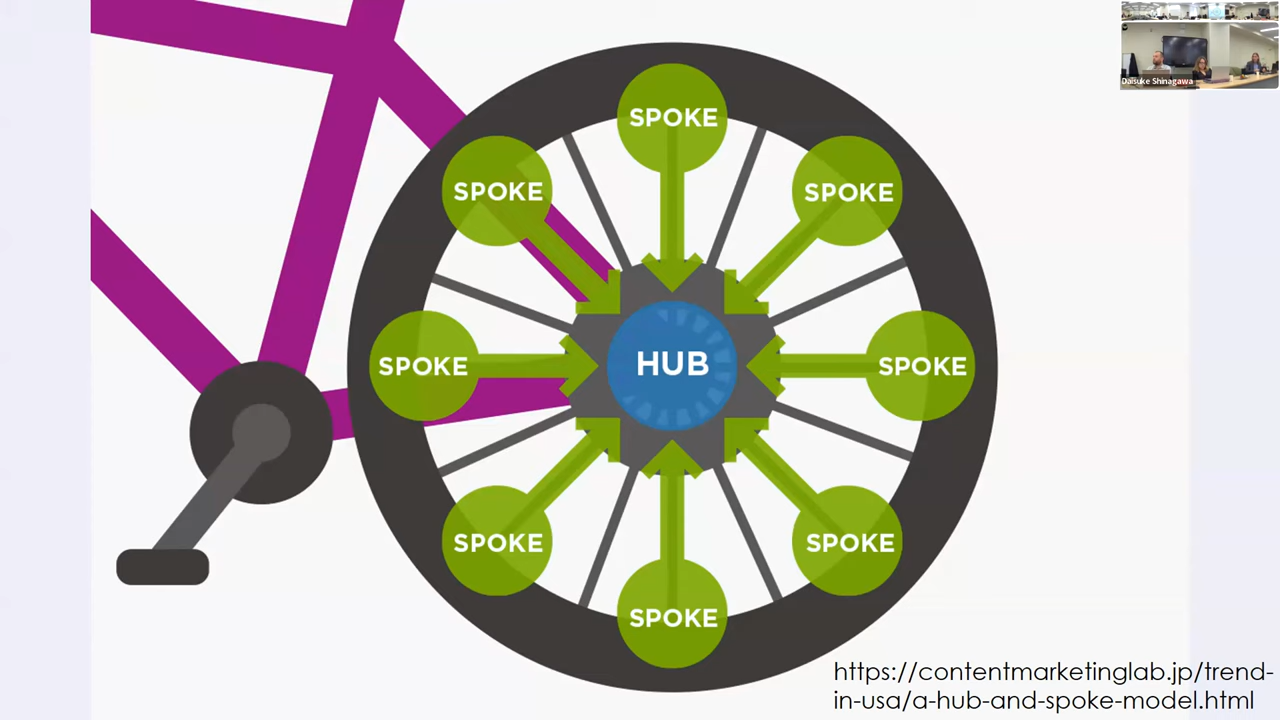 Daisuke Shinagawa
SPOKE
SPOKE
SPOKE
SPOKE
HUB
SPOKE
SPOKE
SPOKE
SPOKE
https://contentmarketinglab.jp/trend-
in-usa/a-hub-and-spoke-model.html